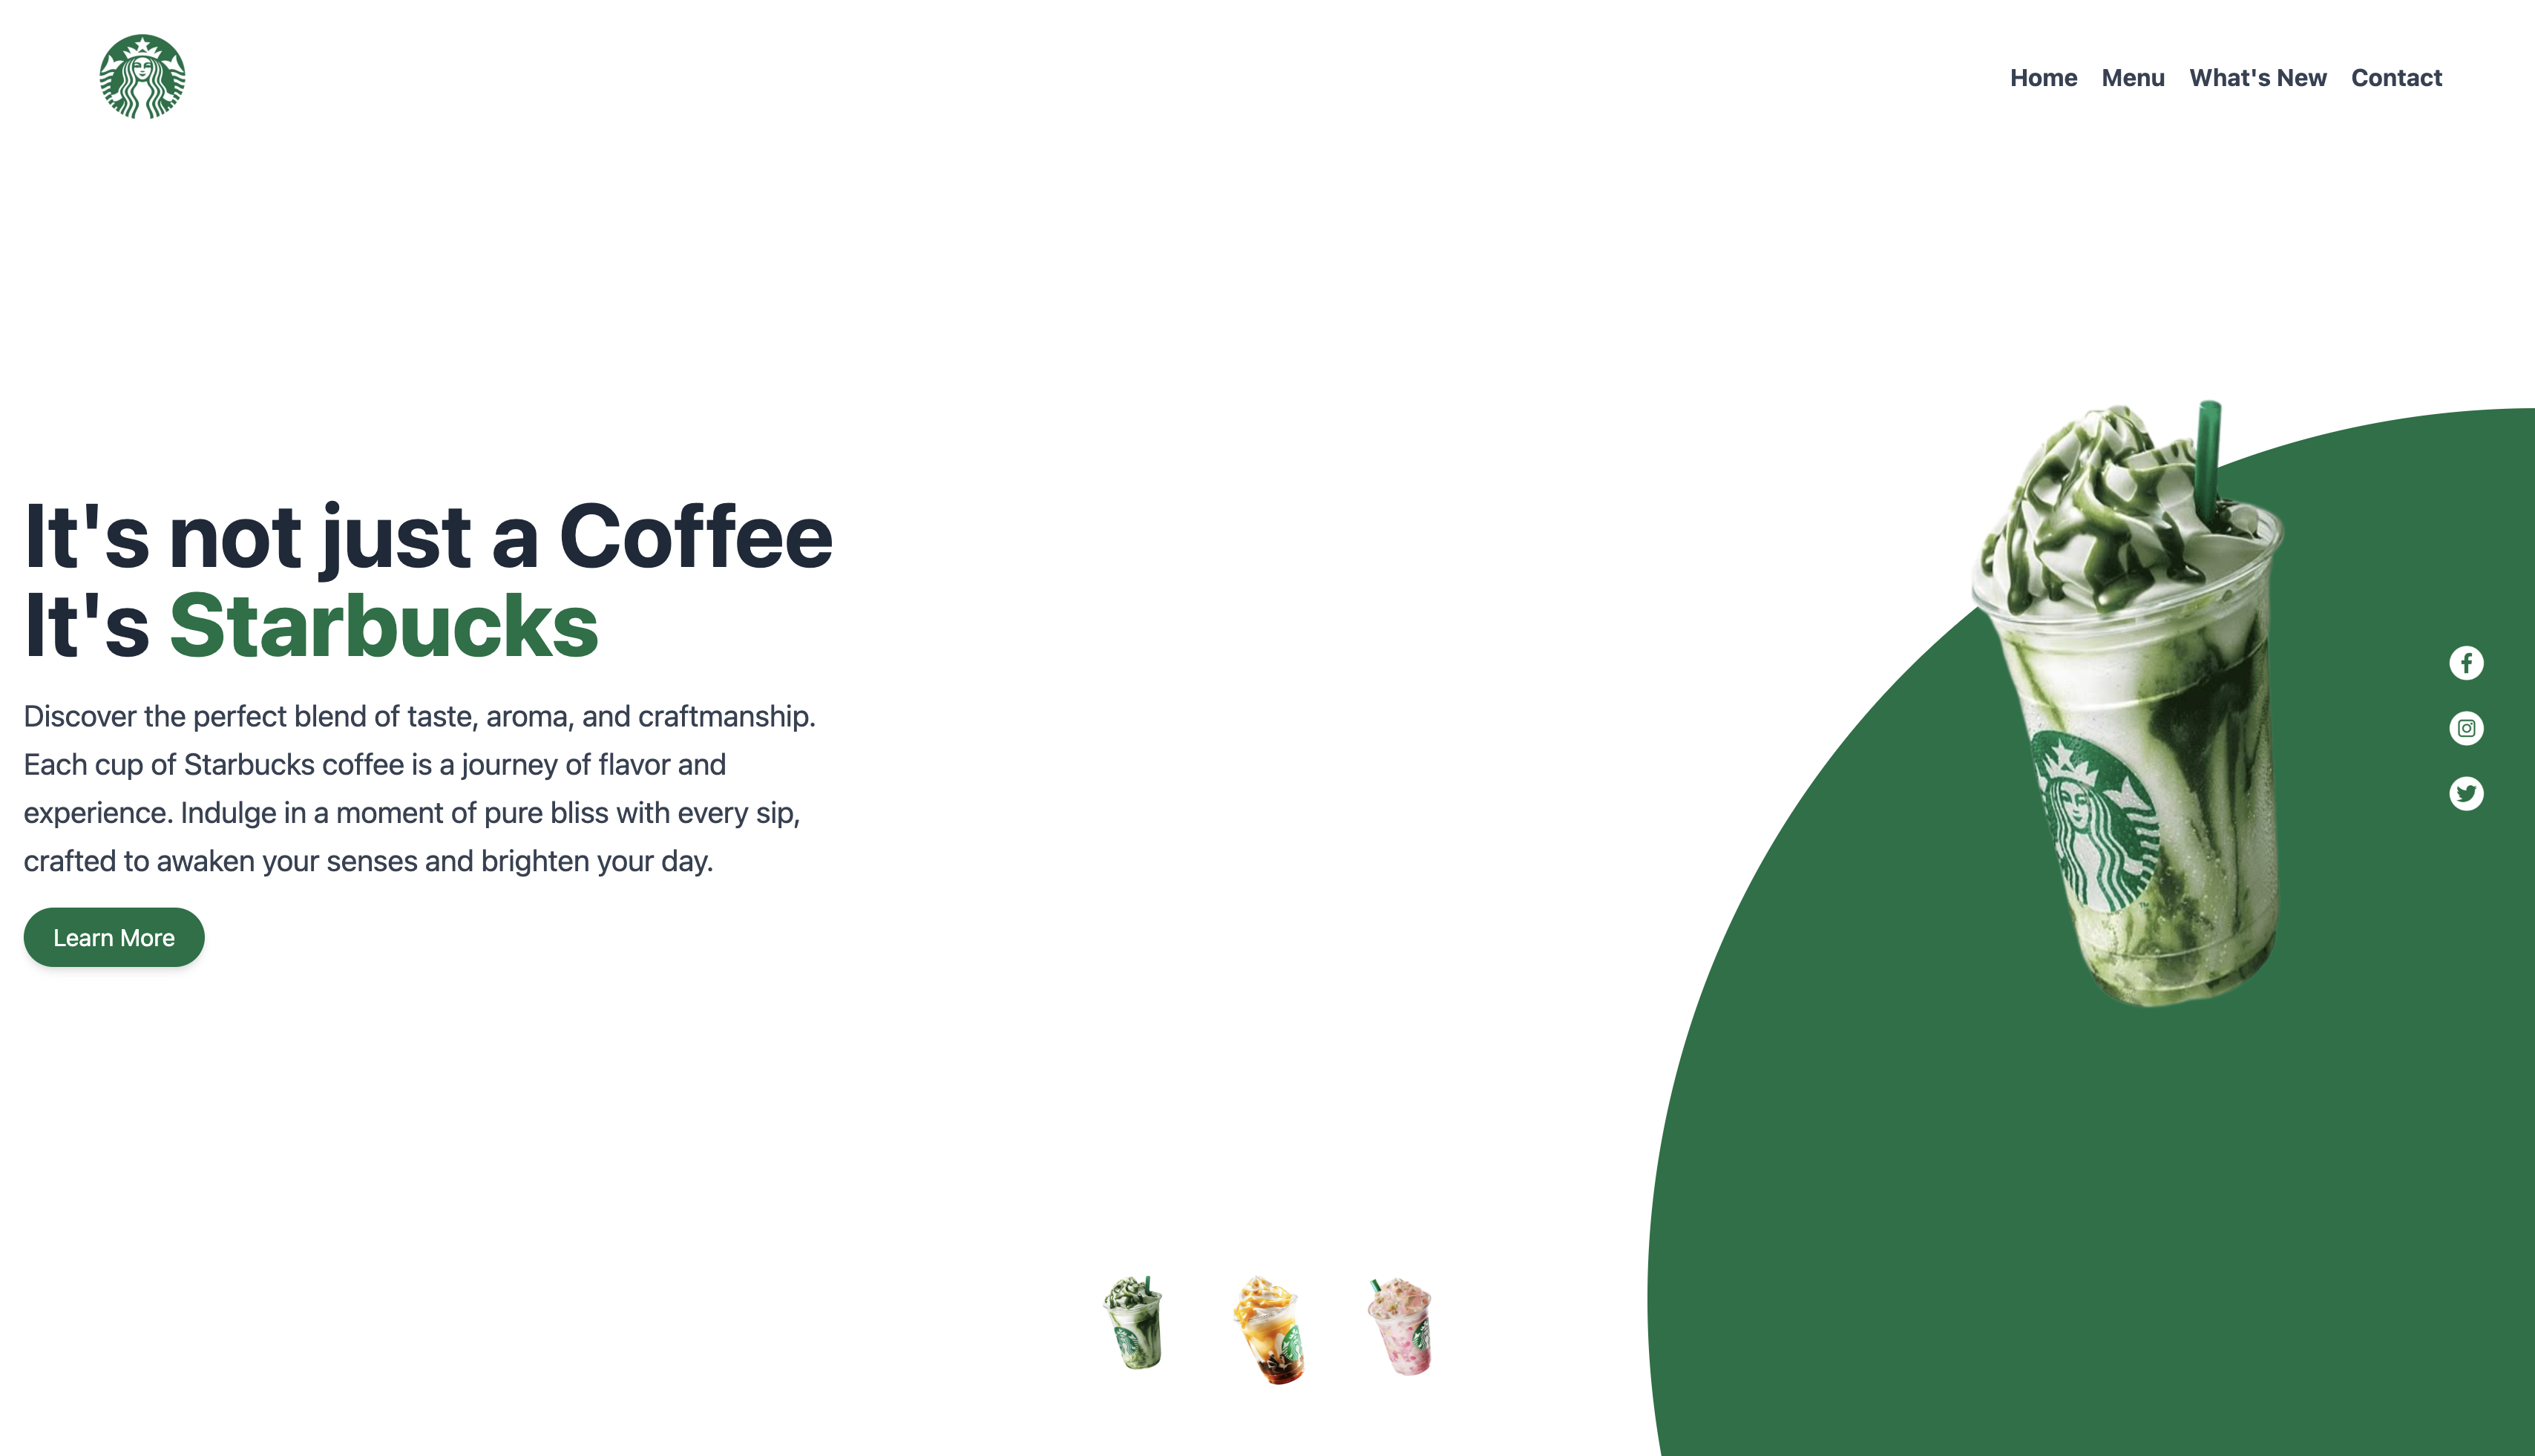 Home Menu What's New Contact
It's not just a Coffee
It's Starbucks
Discover the perfect blend of taste, aroma, and craftmanship.
Each cup of Starbucks coffee is a journey of flavor and
experience. Indulge in a moment of pure bliss with every sip,
crafted to awaken your senses and brighten your day.
Learn More
TM